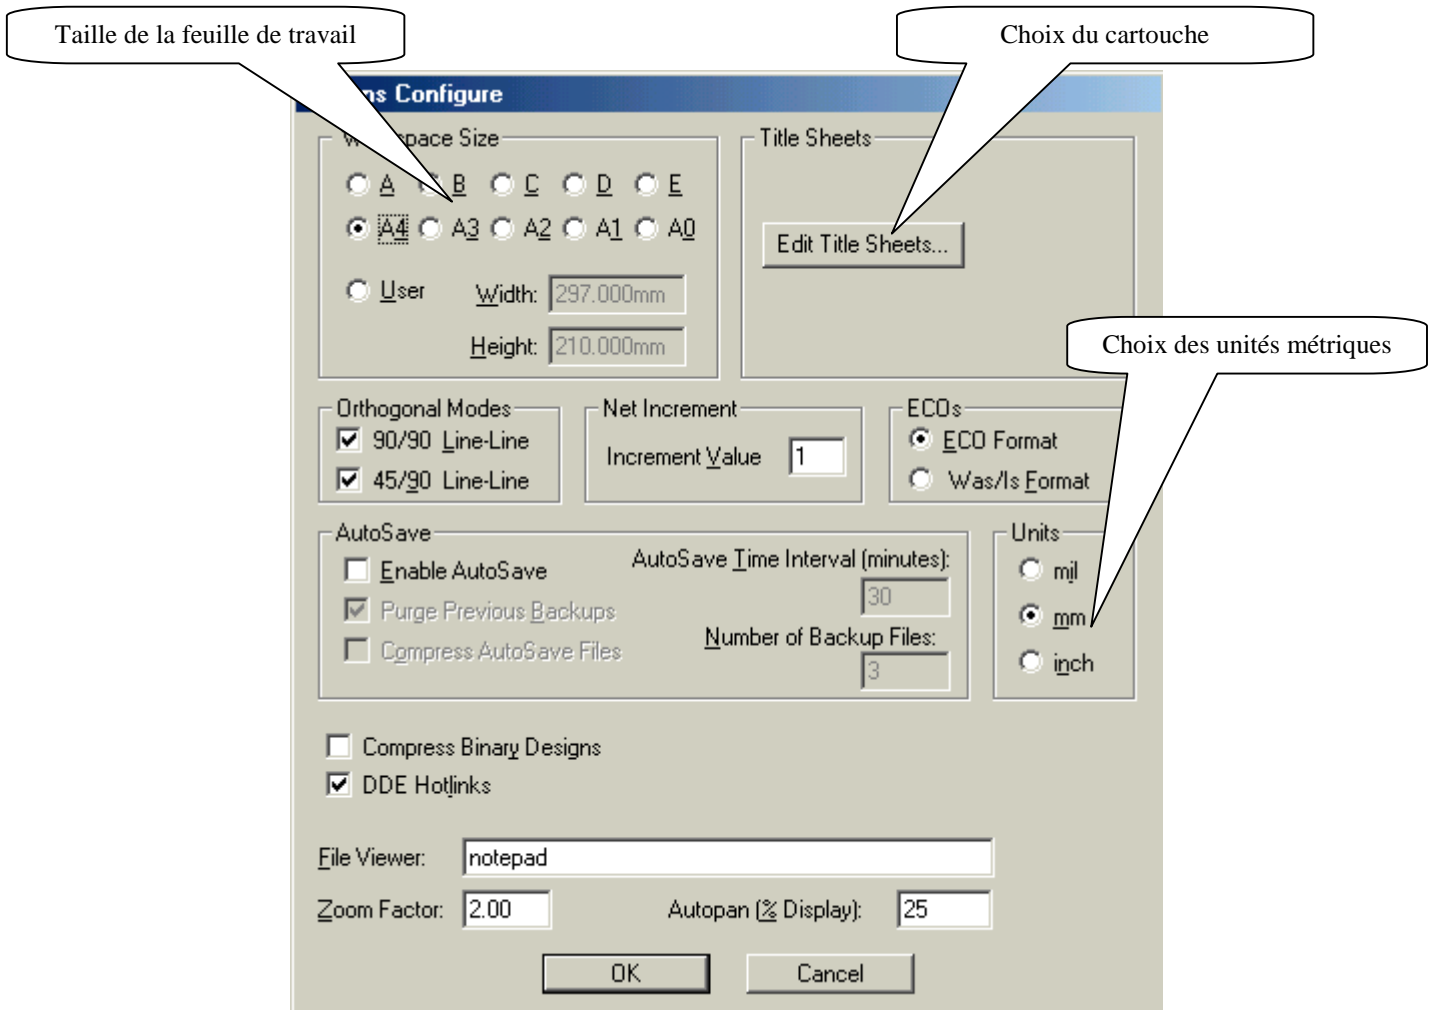 Taille de la feuille de travail
Choix du cartouche
ns Configure
Workspace Size
A B C D E
A4 A3 A2 A1 A0
User Width: 297.000mm
Height: 210.000mm
Title Sheets
Edit Title Sheets...
Choix des unités métriques
Orthogonal Modes
90/90 Line-Line
45/90 Line-Line
Net Increment
Increment Value 1
ECOs
ECO Format
Was/Is Format
AutoSave
Enable AutoSave
Purge Previous Backups
Compress AutoSave Files
AutoSave Time Interval (minutes):
30
Number of Backup Files:
3
Units
mil
mm
inch
Compress Binary Designs
DDE Hotlinks
File Viewer: notepad
Zoom Factor: 2.00 Autopan (% Display): 25
OK Cancel